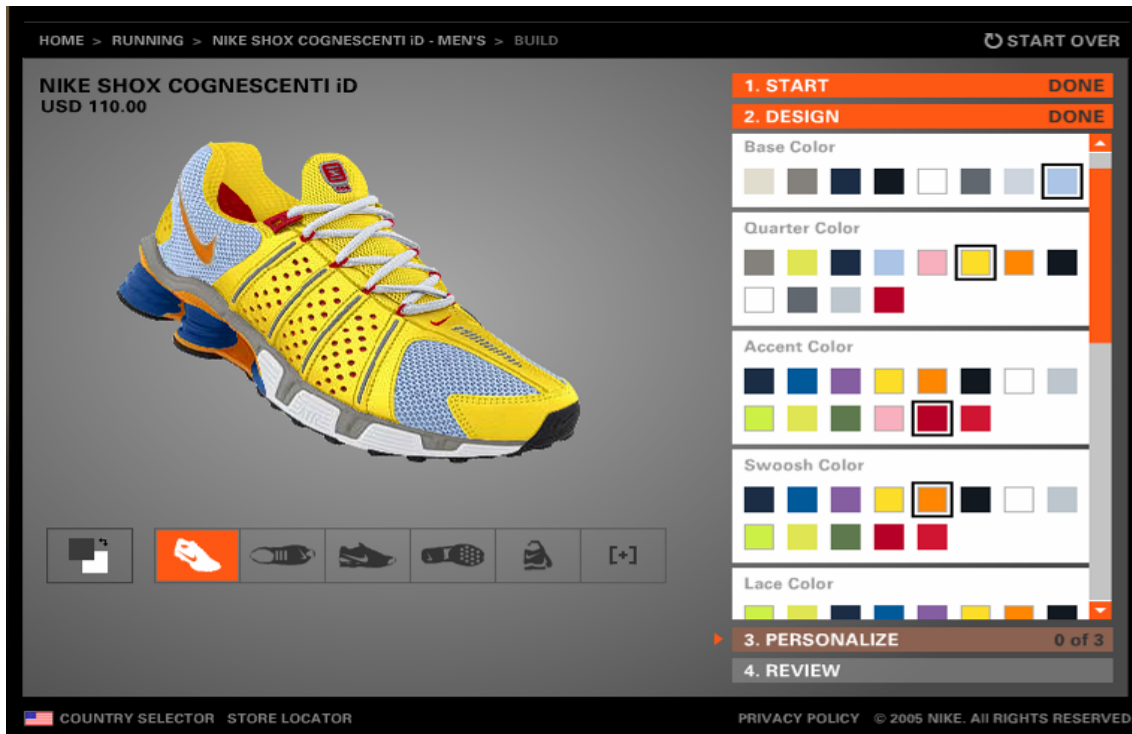 HOME > RUNNING > NIKE SHOX COGNESCENTI iD - MEN'S > BUILD
START OVER
NIKE SHOX COGNESCENTI iD
USD 110.00
1. START DONE
2. DESIGN DONE
Base Color
Quarter Color
Accent Color
Swoosh Color
Lace Color
[+]
3. PERSONALIZE 0 of 3
4. REVIEW
COUNTRY SELECTOR STORE LOCATOR
PRIVACY POLICY © 2005 NIKE. All RIGHTS RESERVED